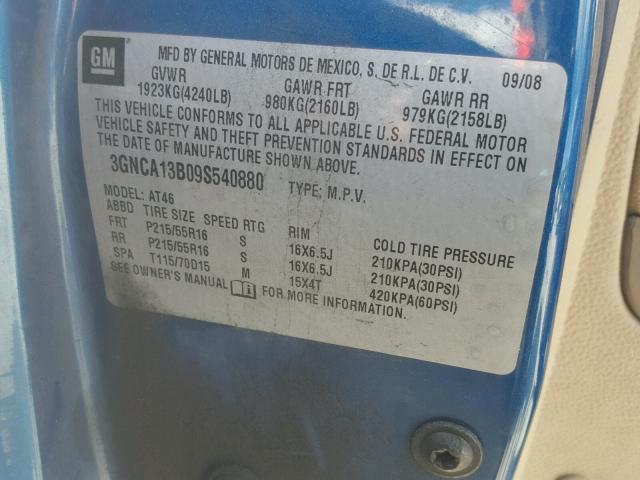 GM
MFD BY GENERAL MOTORS DE MEXICO, S. DE R.L. DE C.V. 09/08
GVWR GAWR FRT GAWR RR
1923KG(4240LB) 980KG(2160LB) 979KG(2158LB)
THIS VEHICLE CONFORMS TO ALL APPLICABLE U.S. FEDERAL MOTOR
VEHICLE SAFETY AND THEFT PREVENTION STANDARDS IN EFFECT ON
THE DATE OF MANUFACTURE SHOWN ABOVE.
3GNCA13B09S540880 TYPE: M.P.V.
MODEL: AT46
ABBD TIRE SIZE SPEED RTG RIM COLD TIRE PRESSURE
FRT P215/55R16 S 16X6.5J 210KPA(30PSI)
RR P215/55R16 S 16X6.5J 210KPA(30PSI)
SPA T115/70D15 M 15X4T 420KPA(60PSI)
SEE OWNER'S MANUAL FOR MORE INFORMATION.